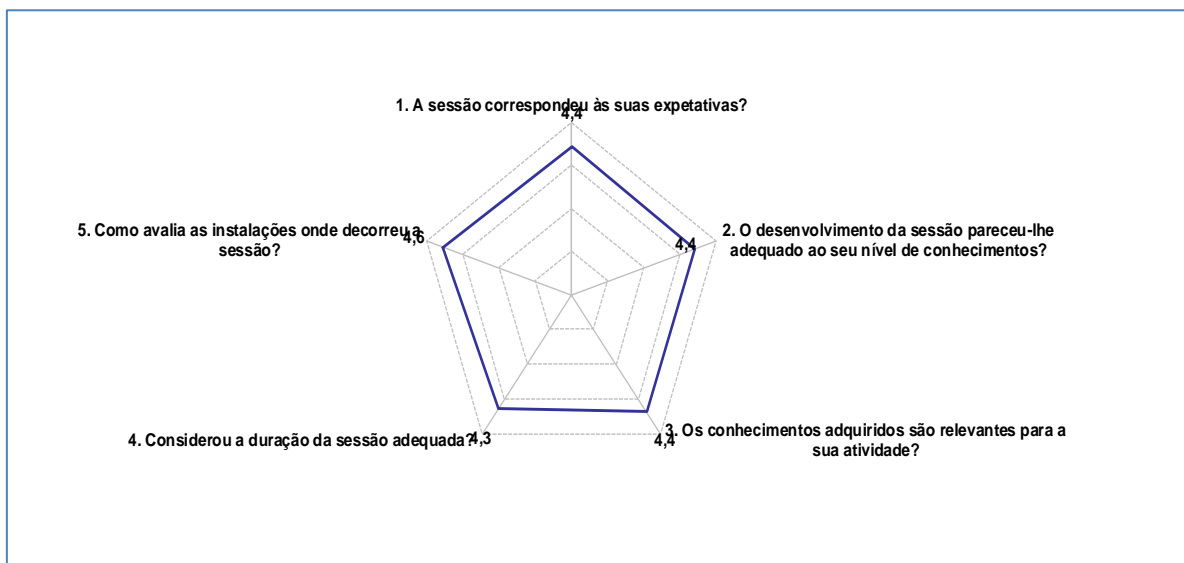 1. A sessão correspondeu às suas expetativas?
4,4
2. O desenvolvimento da sessão pareceu-lhe
adequado ao seu nível de conhecimentos?
4,4
3. Os conhecimentos adquiridos são relevantes para a
sua atividade?
4,4
4. Considerou a duração da sessão adequada?
4,3
5. Como avalia as instalações onde decorreu a
sessão?
4,6